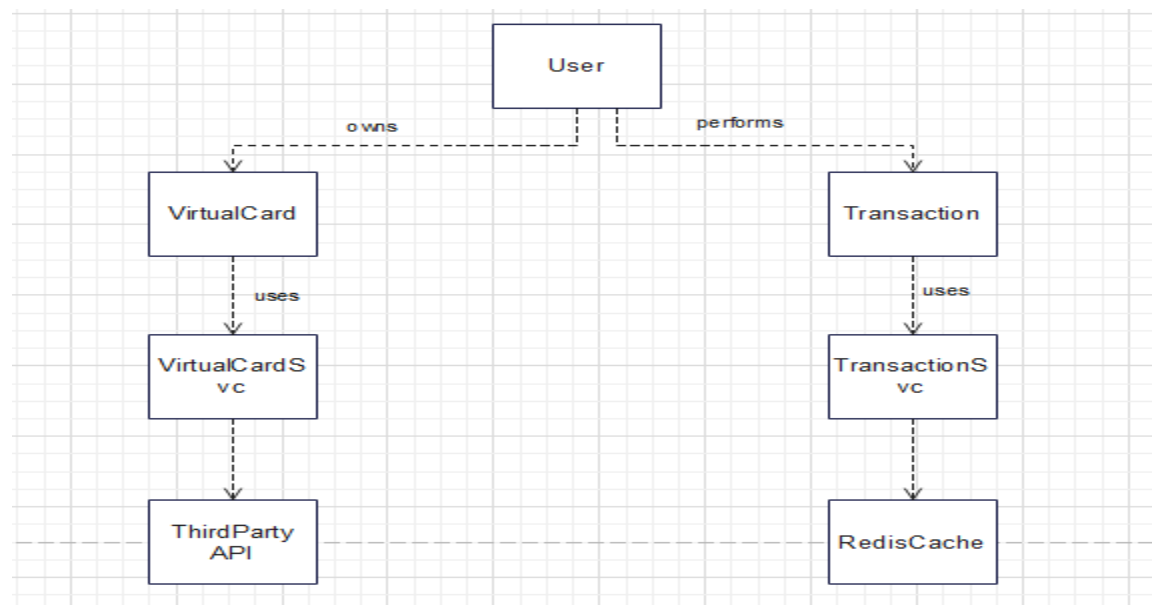 User
owns
performs
VirtualCard
Transaction
uses
uses
VirtualCardS
vc
TransactionS
vc
ThirdParty
API
RedisCache